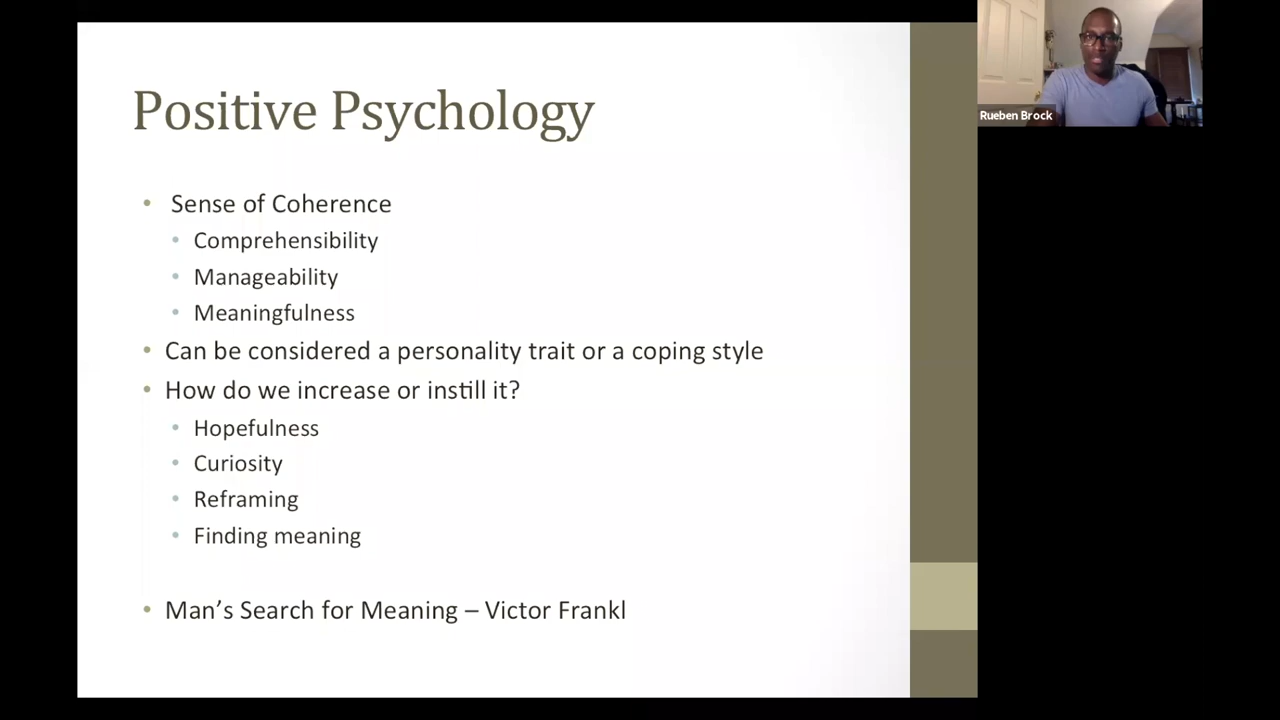 Positive Psychology
• Sense of Coherence
• Comprehensibility
• Manageability
• Meaningfulness
• Can be considered a personality trait or a coping style
• How do we increase or instill it?
• Hopefulness
• Curiosity
• Reframing
• Finding meaning
• Man’s Search for Meaning – Victor Frankl
Rueben Brock